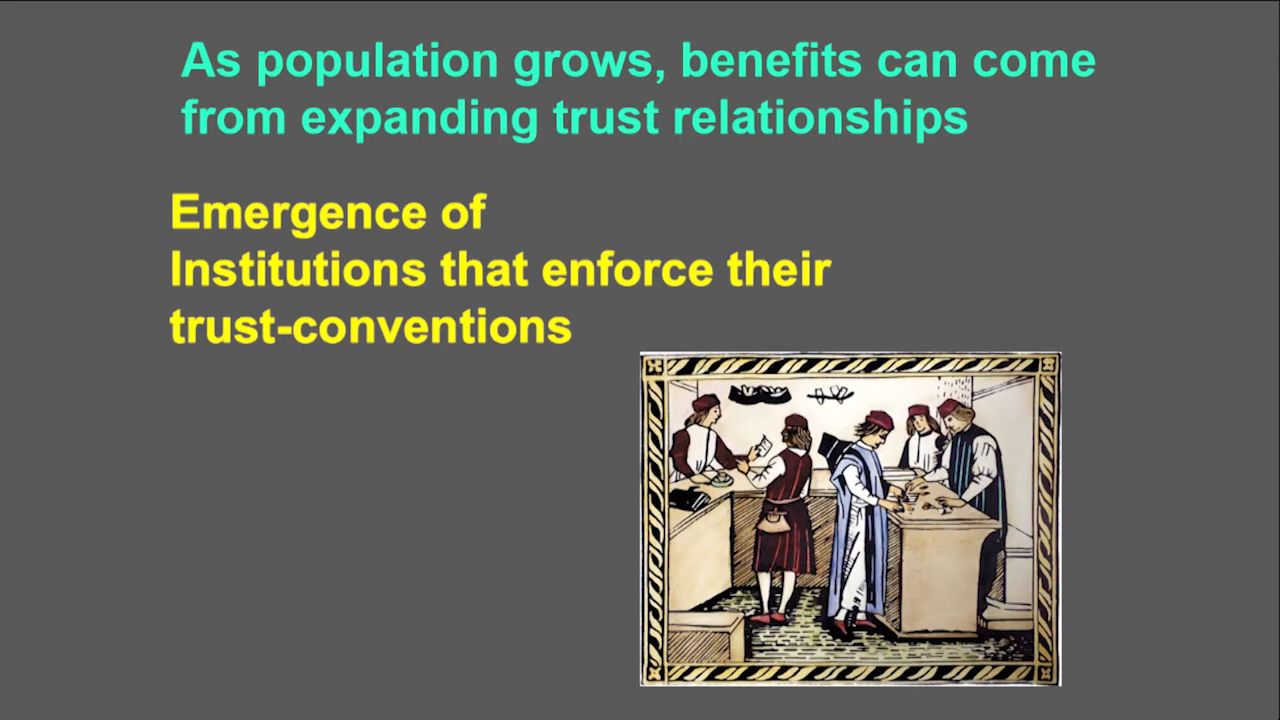 As population grows, benefits can come
from expanding trust relationships
Emergence of
Institutions that enforce their
trust-conventions